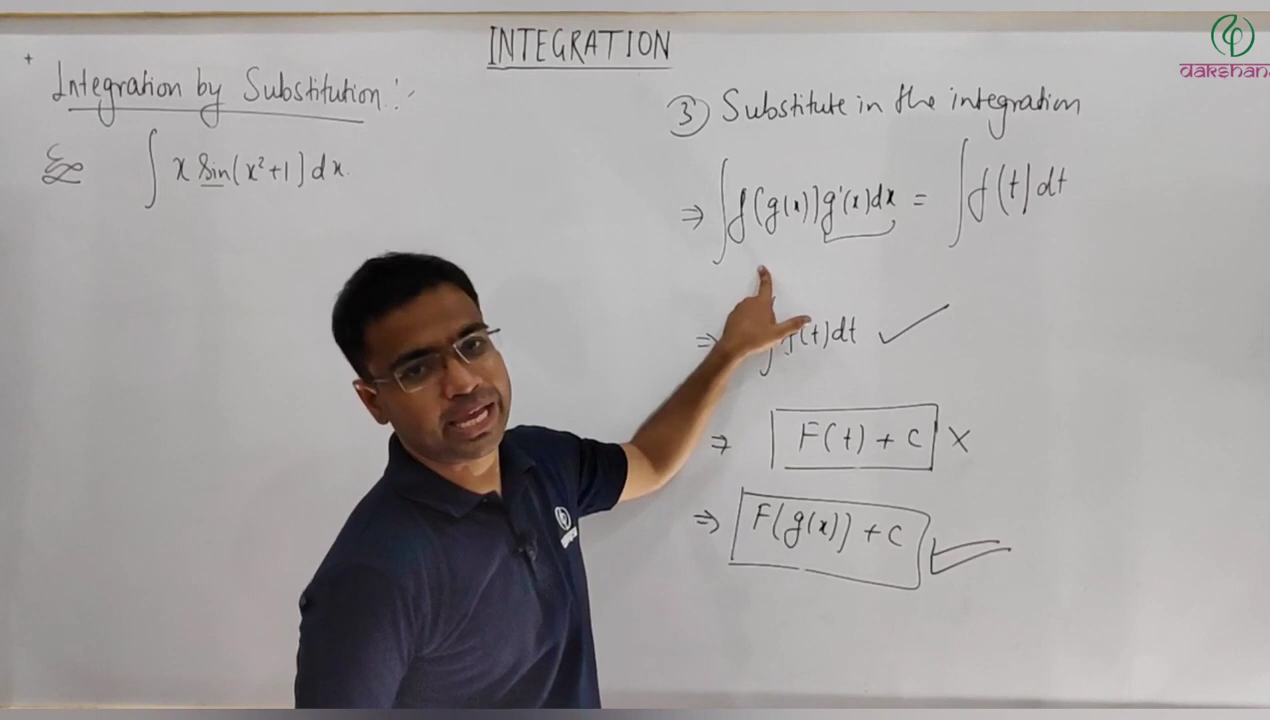 INTEGRATION
dakshana
Integration by Substitution :-
Ex ∫ x Sin(x²+1) dx.
③ Substitute in the integration
⇒ ∫f(g(x)) g'(x)dx = ∫f(t) dt
⇒ ∫f(t)dt ✓
⇒ F(t) + C ×
⇒ F(g(x)) + C ✓